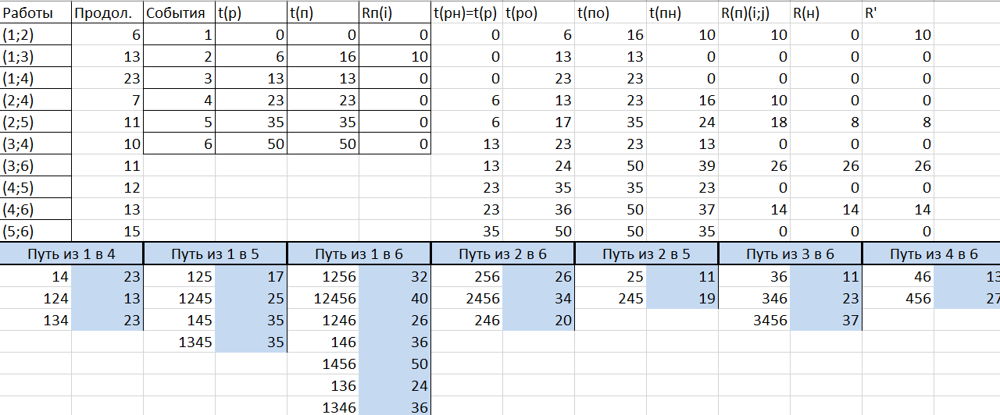 Работы Продол. События t(р) t(п) Rп(i) t(рн)=t(р) t(ро) t(по) t(пн) R(п)(i;j) R(н) R'
(1;2) 6 1 0 0 0 0 6 16 10 10 0 10
(1;3) 13 2 6 16 10 0 13 13 0 0 0 0
(1;4) 23 3 13 13 0 0 23 23 0 0 0 0
(2;4) 7 4 23 23 0 6 13 23 16 10 0 0
(2;5) 11 5 35 35 0 6 17 35 24 18 8 8
(3;4) 10 6 50 50 0 13 23 23 13 0 0 0
(3;6) 11 13 24 50 39 26 26 26
(4;5) 12 23 35 35 23 0 0 0
(4;6) 13 23 36 50 37 14 14 14
(5;6) 15 35 50 50 35 0 0 0
Путь из 1 в 4 Путь из 1 в 5 Путь из 1 в 6 Путь из 2 в 6 Путь из 2 в 5 Путь из 3 в 6 Путь из 4 в 6
14 23 125 17 1256 32 256 26 25 11 36 11 46 13
124 13 1245 25 12456 40 2456 34 245 19 346 23 456 27
134 23 145 35 1246 26 246 20 3456 37
1345 35 146 36
1456 50
136 24
1346 36